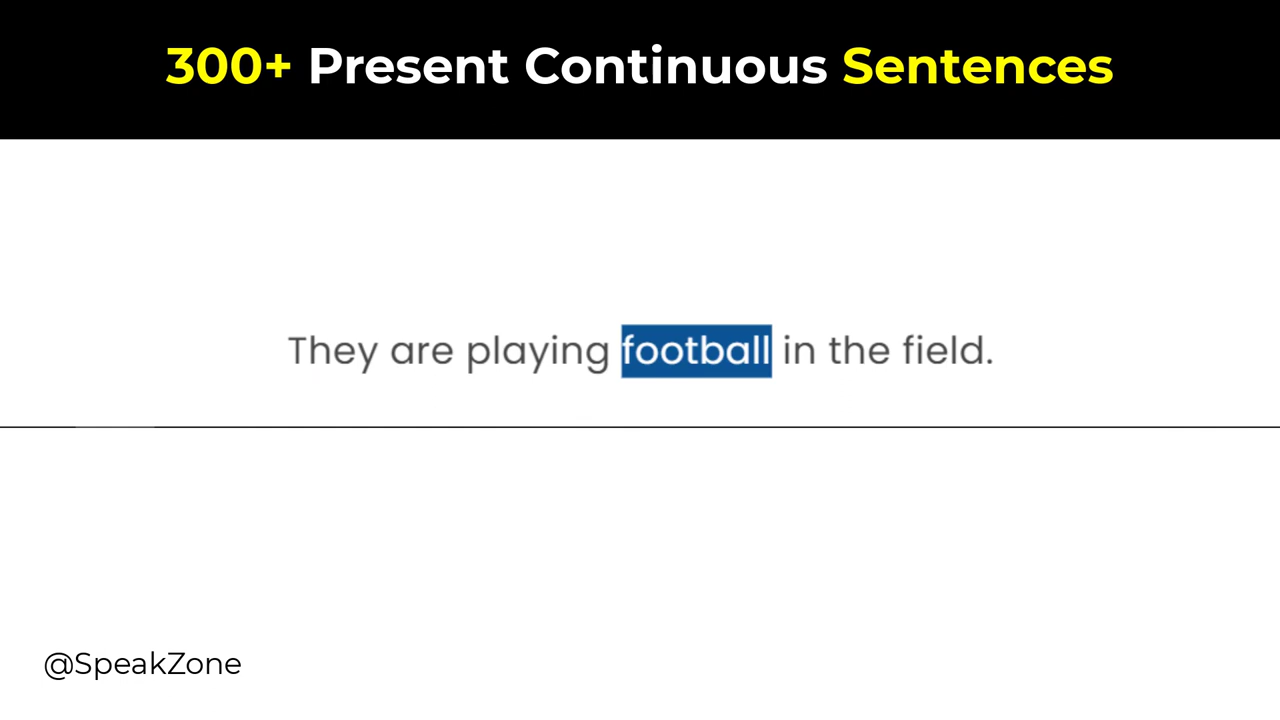 300+ Present Continuous Sentences
They are playing football in the field.
@SpeakZone